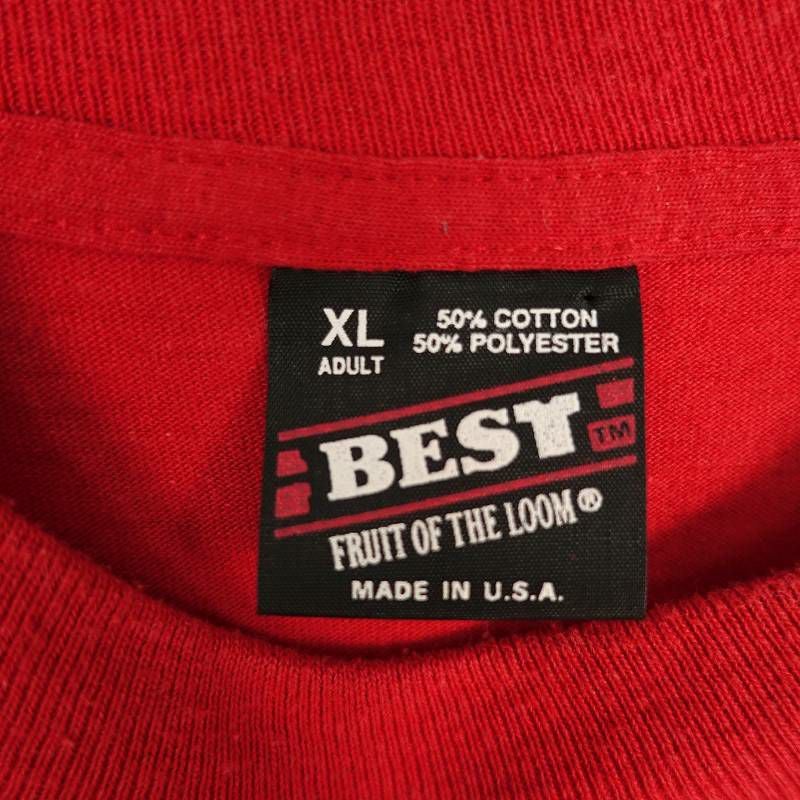 XL
ADULT
50% COTTON
50% POLYESTER
BEST™
FRUIT OF THE LOOM®
MADE IN U.S.A.